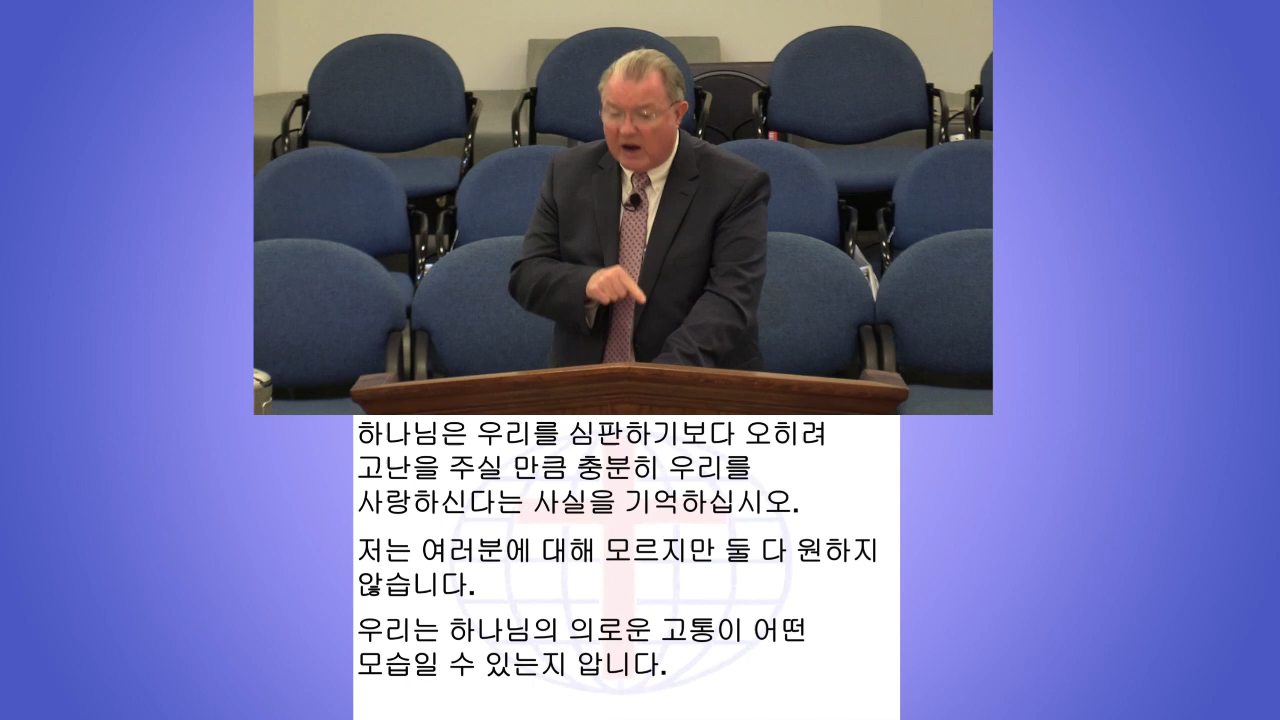 하나님은 우리를 심판하기보다 오히려
고난을 주실 만큼 충분히 우리를
사랑하신다는 사실을 기억하십시오.
저는 여러분에 대해 모르지만 둘 다 원하지
않습니다.
우리는 하나님의 의로운 고통이 어떤
모습일 수 있는지 압니다.